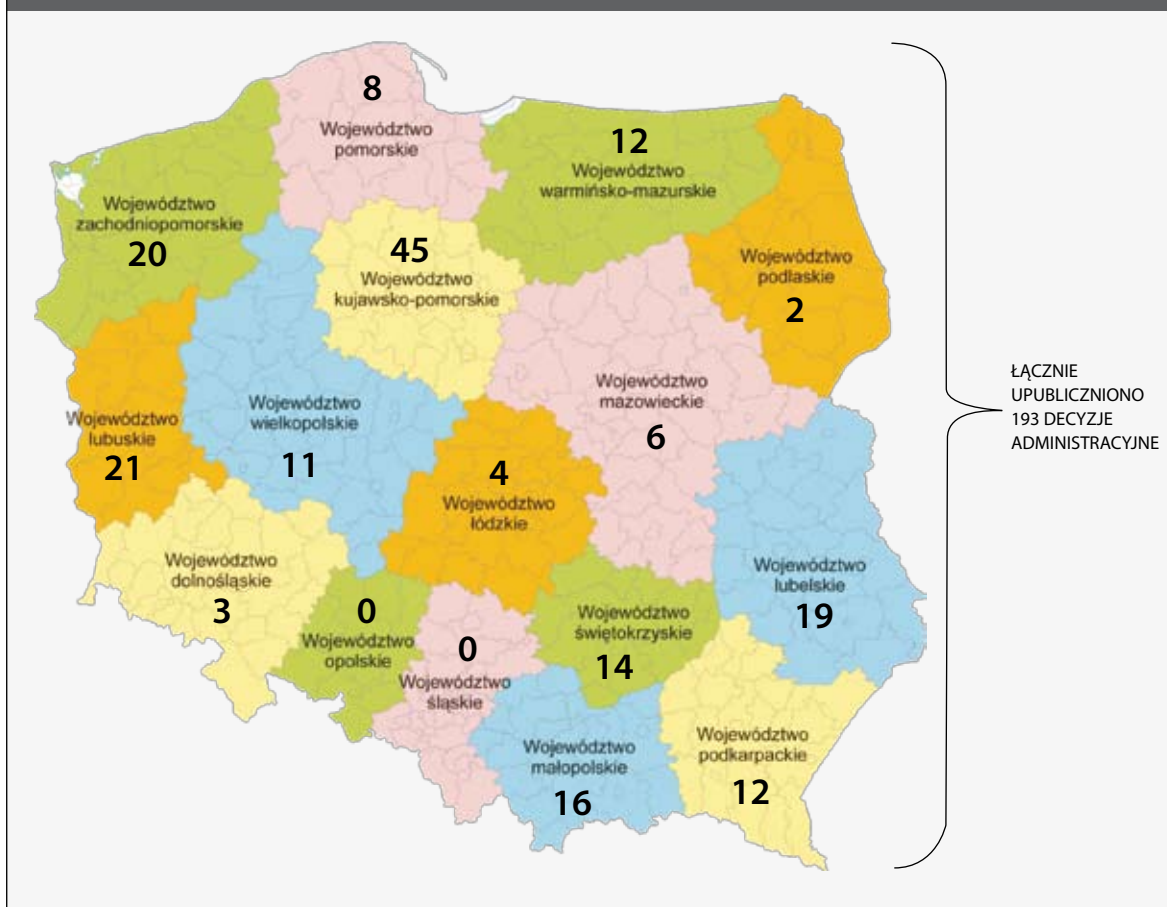 8
Województwo
pomorskie
12
Województwo
warmińsko-mazurskie
Województwo
zachodniopomorskie
20
45
Województwo
kujawsko-pomorskie
Województwo
podlaskie
2
Województwo
lubuskie
21
Województwo
wielkopolskie
11
Województwo
mazowieckie
6
4
Województwo
łódzkie
ŁĄCZNIE
UPUBLICZNIONO
193 DECYZJE
ADMINISTRACYJNE
Województwo
dolnośląskie
3
0
Województwo
opolskie
0
Województwo
śląskie
Województwo
świętokrzyskie
14
Województwo
lubelskie
19
Województwo
małopolskie
16
Województwo
podkarpackie
12